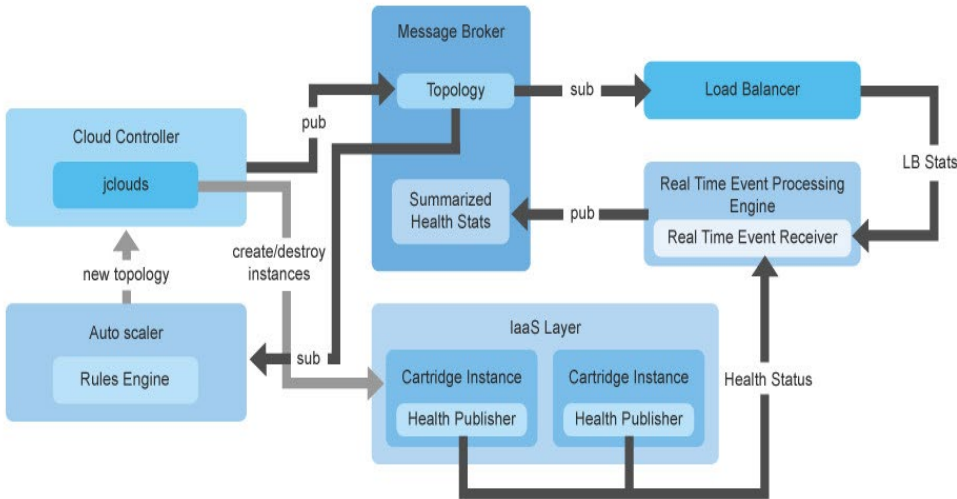 Message Broker
Topology
sub
Load Balancer
pub
Cloud Controller
jclouds
LB Stats
Summarized
Health Stats
pub
Real Time Event Processing
Engine
Real Time Event Receiver
create/destroy
instances
new topology
Auto scaler
Rules Engine
sub
IaaS Layer
Cartridge Instance
Health Publisher
Cartridge Instance
Health Publisher
Health Status